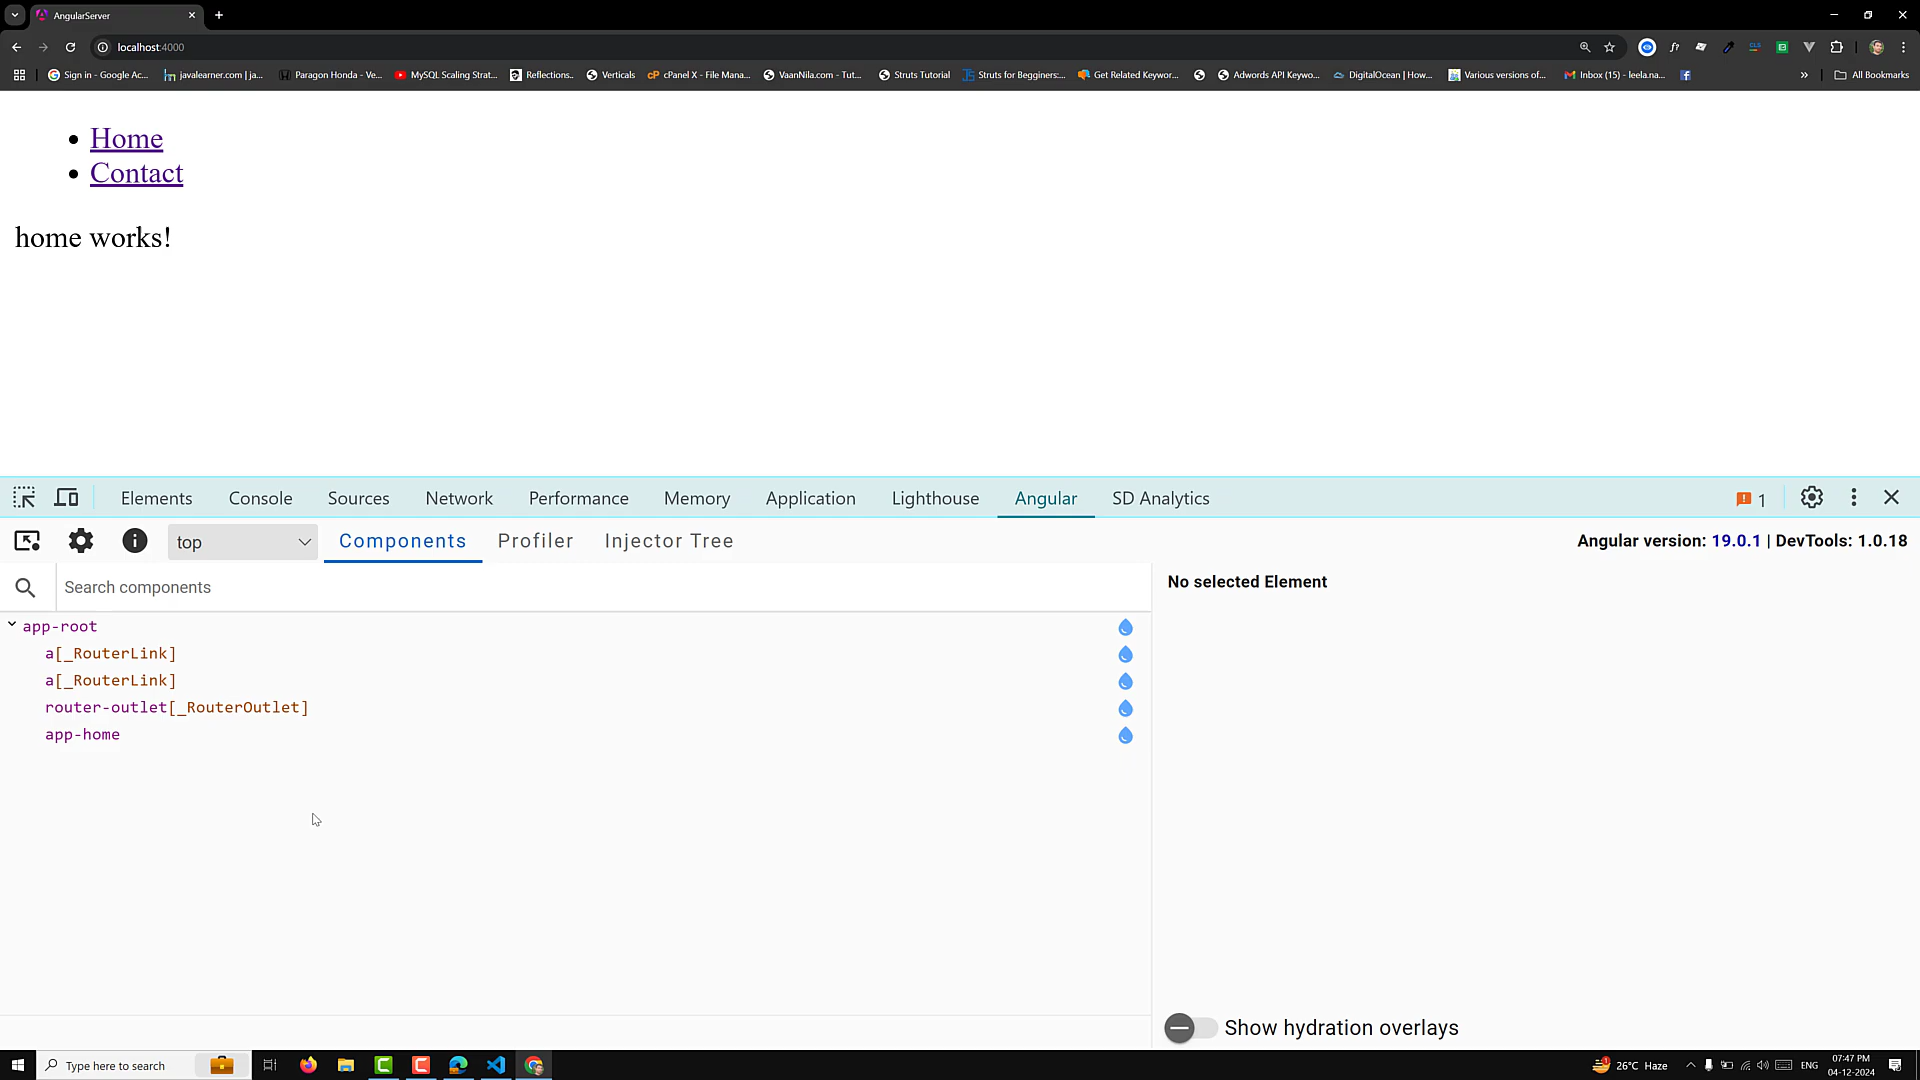 AngularServer
localhost:4000
Sign in - Google Ac...
javalearner.com | ja...
Paragon Honda - Ve...
MySQL Scaling Strat...
Reflections..
Verticals
cPanel X - File Mana...
VaanNila.com - Tut...
Struts Tutorial
Struts for Begginers:...
Get Related Keywor...
Adwords API Keywo...
DigitalOcean | How...
Various versions of...
Inbox (15) - leela.na...
All Bookmarks
Home
Contact
home works!
Elements
Console
Sources
Network
Performance
Memory
Application
Lighthouse
Angular
SD Analytics
1
top
Components
Profiler
Injector Tree
Angular version: 19.0.1 | DevTools: 1.0.18
Search components
No selected Element
app-root
a[_RouterLink]
a[_RouterLink]
router-outlet[_RouterOutlet]
app-home
Show hydration overlays
Type here to search
26°C Haze
ENG
07:47 PM
04-12-2024